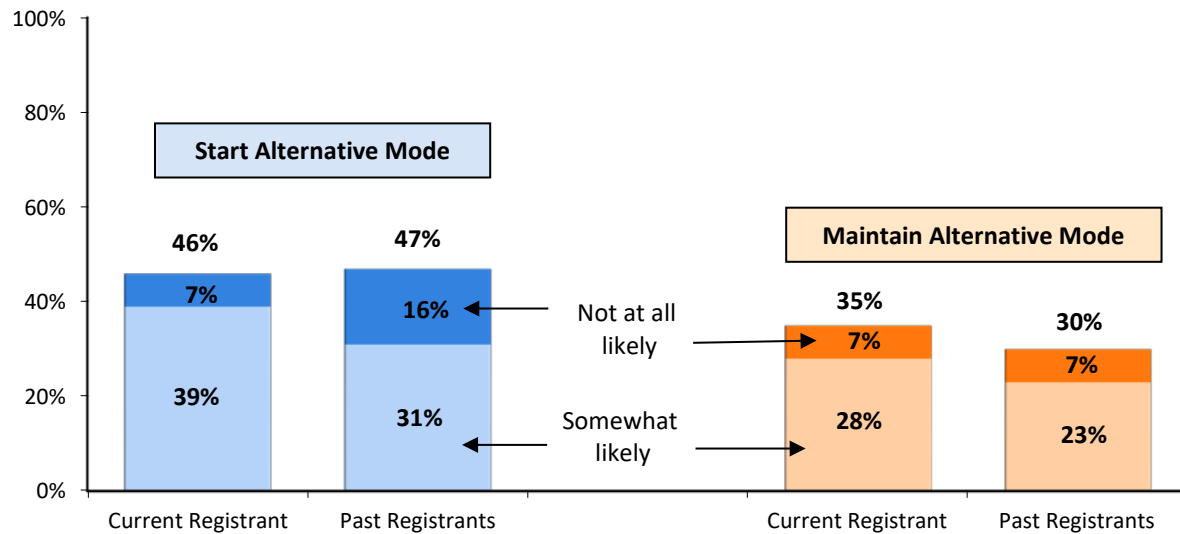 100%
80%
60%
40%
20%
0%
Start Alternative Mode
46%
47%
7%
16%
39%
31%
Not at all
likely
Somewhat
likely
Maintain Alternative Mode
35%
30%
7%
7%
28%
23%
Current Registrant
Past Registrants
Current Registrant
Past Registrants